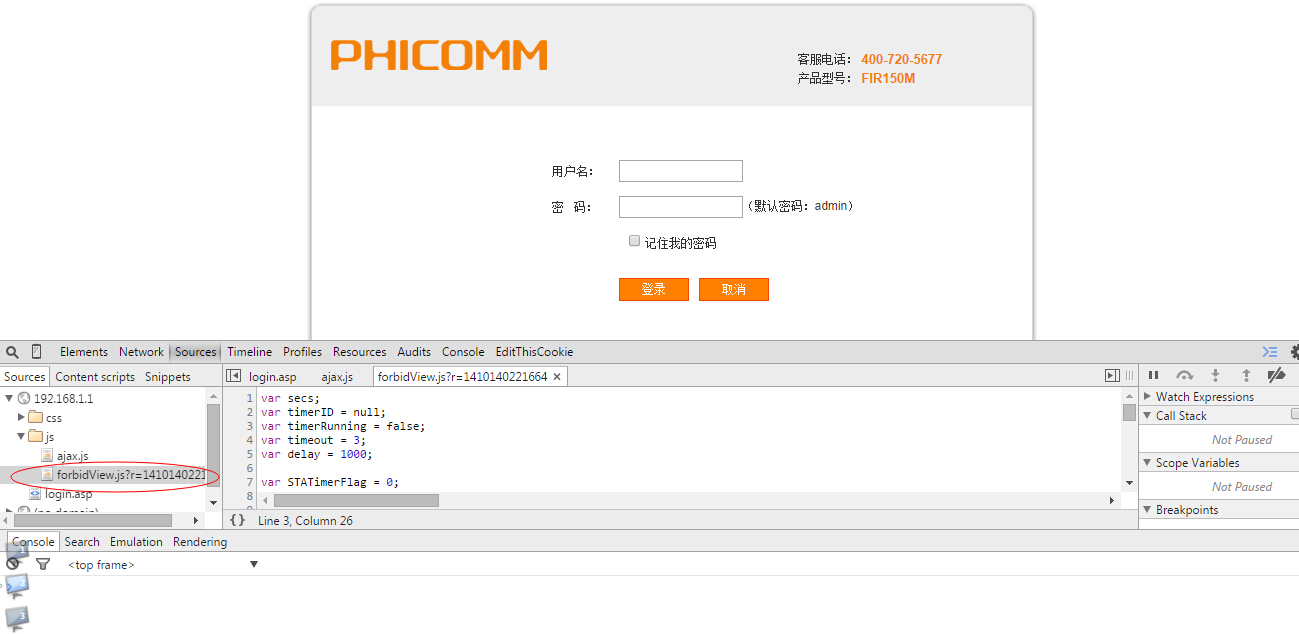 PHICOMM
客服电话： 400-720-5677
产品型号： FIR150M
用户名：
密 码： （默认密码：admin）
记住我的密码
登录 取消
Elements Network Sources Timeline Profiles Resources Audits Console EditThisCookie
Sources Content scripts Snippets
login.asp ajax.js forbidView.js?r=1410140221664 ×
192.168.1.1
css
js
ajax.js
forbidView.js?r=1410140221
login.asp
(no domain)
1 var secs;
2 var timerID = null;
3 var timerRunning = false;
4 var timeout = 3;
5 var delay = 1000;
6
7 var STATimerFlag = 0;
8
{} Line 3, Column 26
Watch Expressions
Call Stack
Not Paused
Scope Variables
Not Paused
Breakpoints
Console Search Emulation Rendering
<top frame>
1
2
3